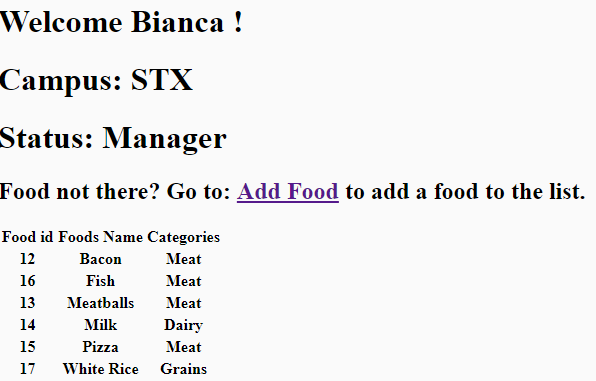 Welcome Bianca !
Campus: STX
Status: Manager
Food not there? Go to: Add Food to add a food to the list.
Food id Foods Name Categories
12 Bacon Meat
16 Fish Meat
13 Meatballs Meat
14 Milk Dairy
15 Pizza Meat
17 White Rice Grains